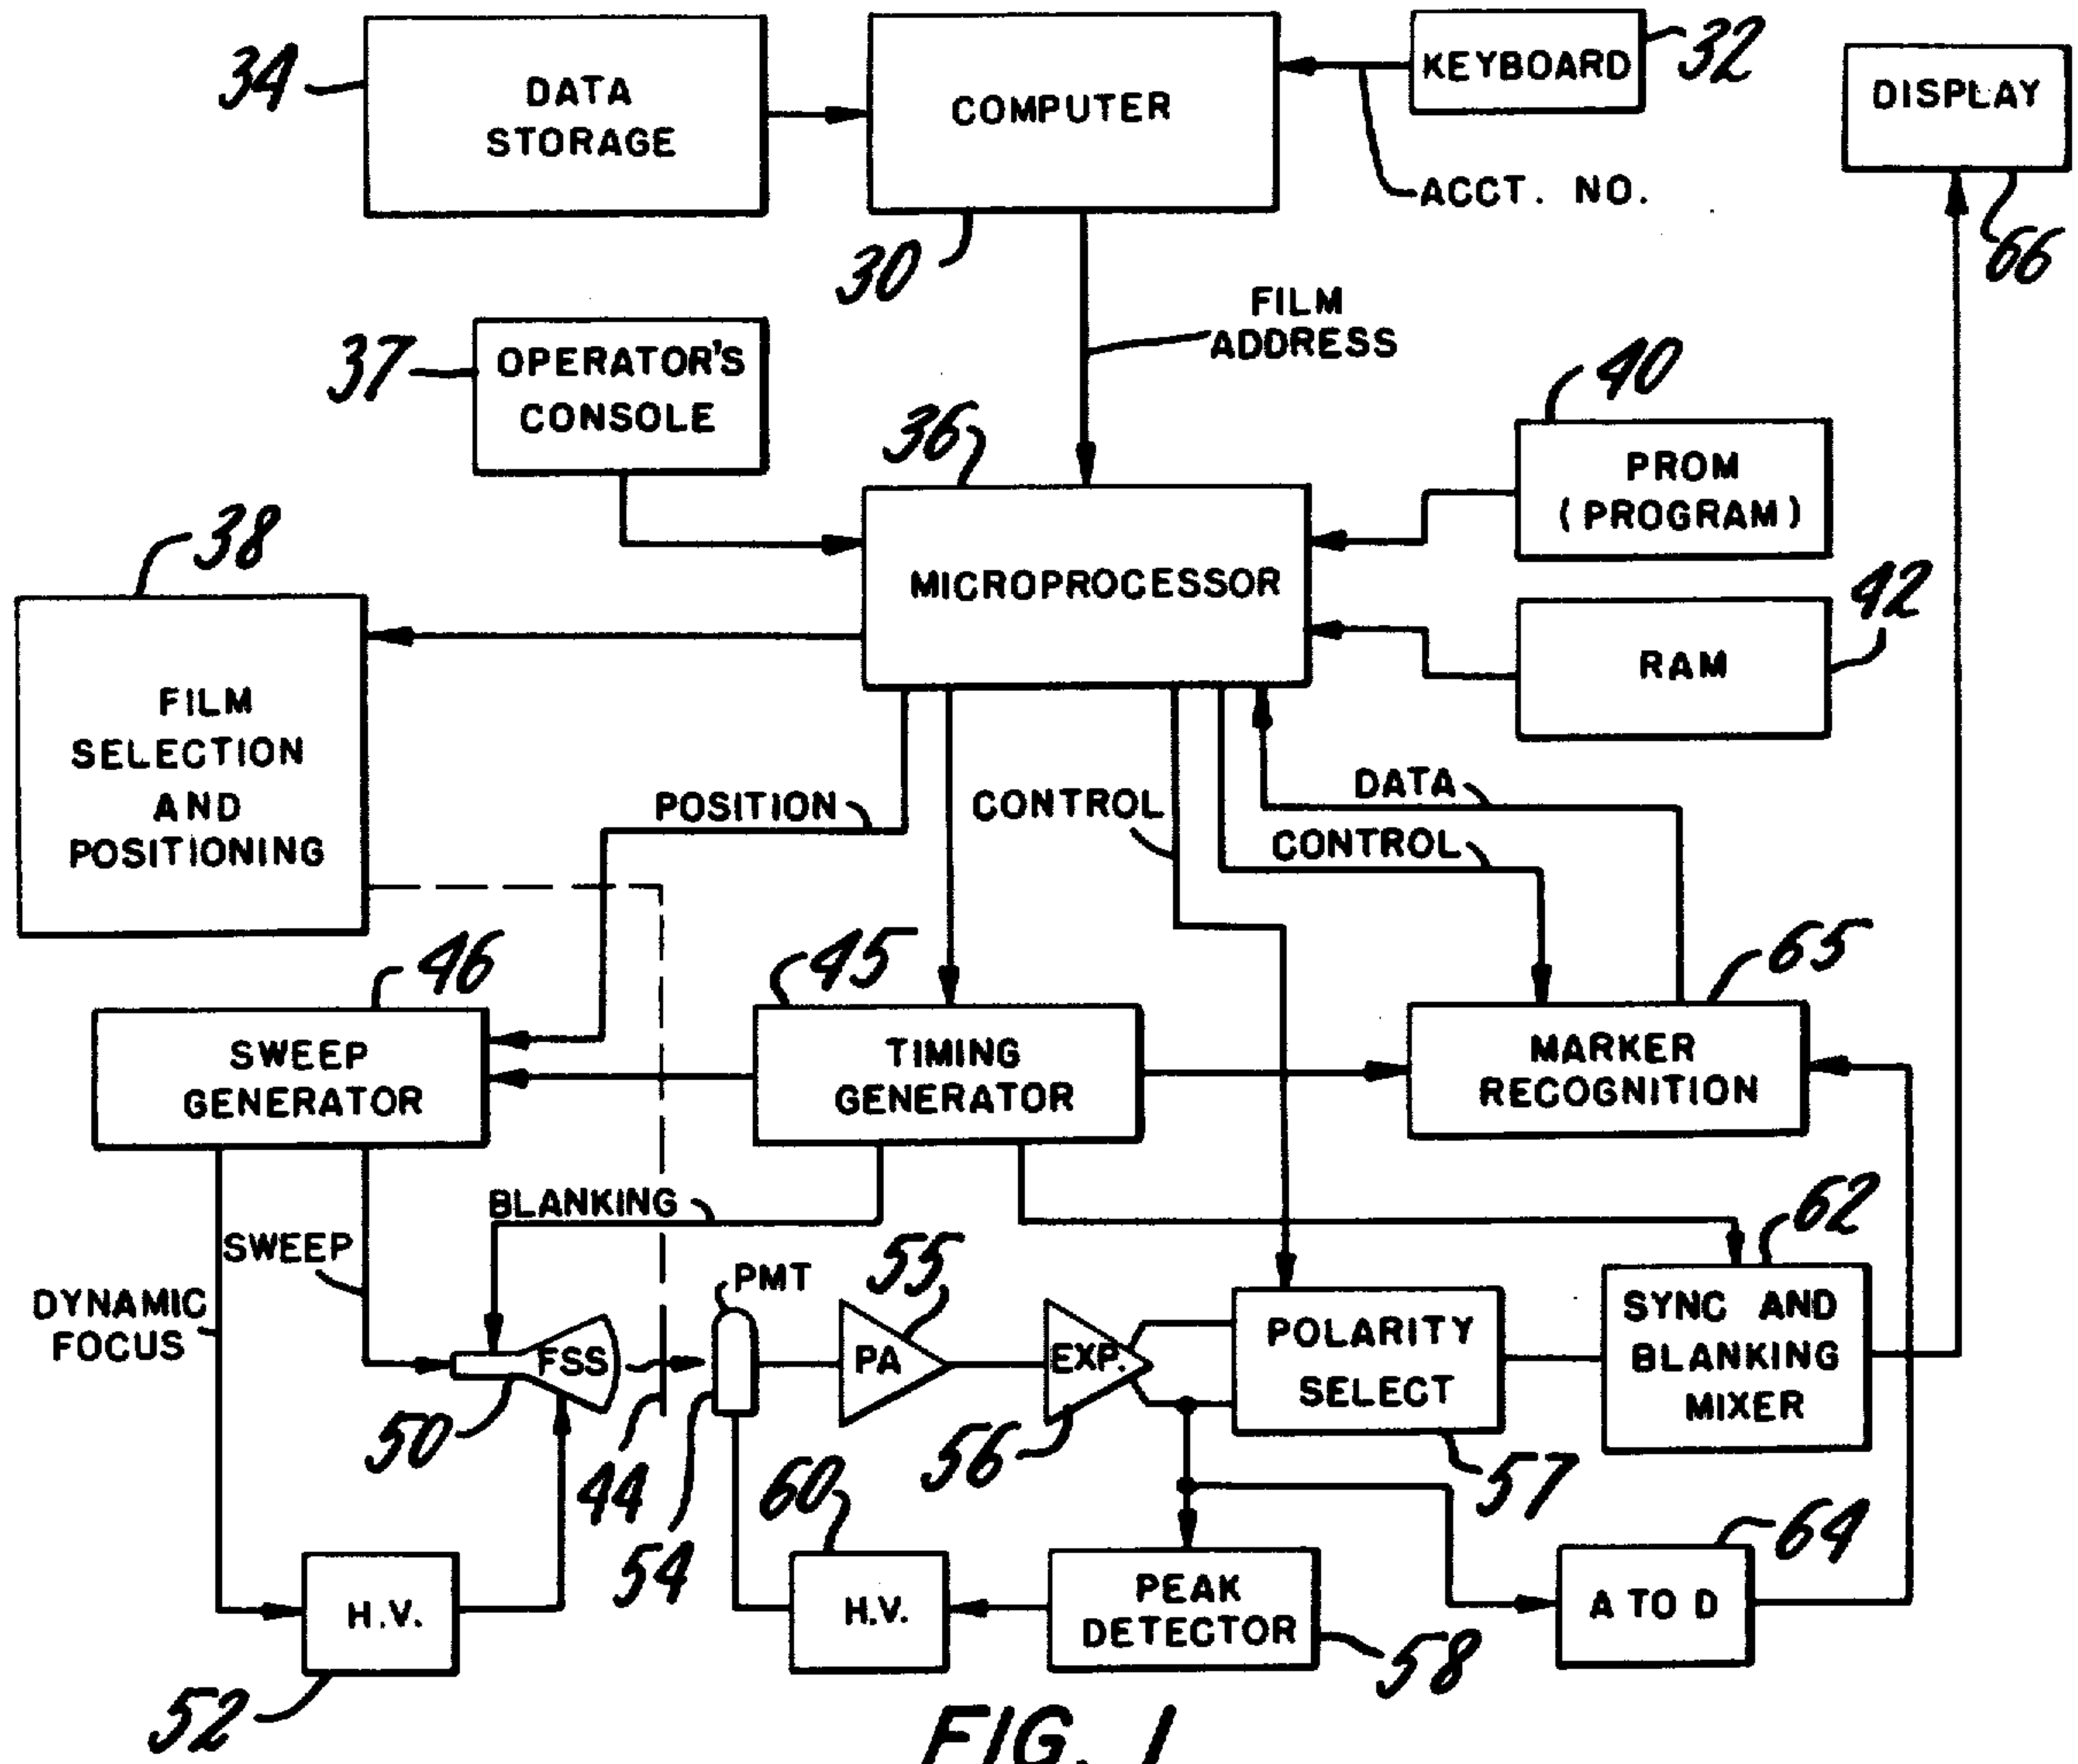 34
DATA
STORAGE
COMPUTER
KEYBOARD
32
DISPLAY
ACCT. NO.
30
66
FILM
ADDRESS
37
OPERATOR'S
CONSOLE
36
40
PROM
(PROGRAM)
38
MICROPROCESSOR
42
RAM
FILM
SELECTION
AND
POSITIONING
POSITION
CONTROL
DATA
CONTROL
46
45
65
SWEEP
GENERATOR
TIMING
GENERATOR
MARKER
RECOGNITION
BLANKING
62
SWEEP
55
PMT
DYNAMIC
FOCUS
FSS
PA
EXP.
POLARITY
SELECT
SYNC AND
BLANKING
MIXER
50
44
54
60
56
57
64
H.V.
H.V.
PEAK
DETECTOR
A TO D
58
52
FIG. 1